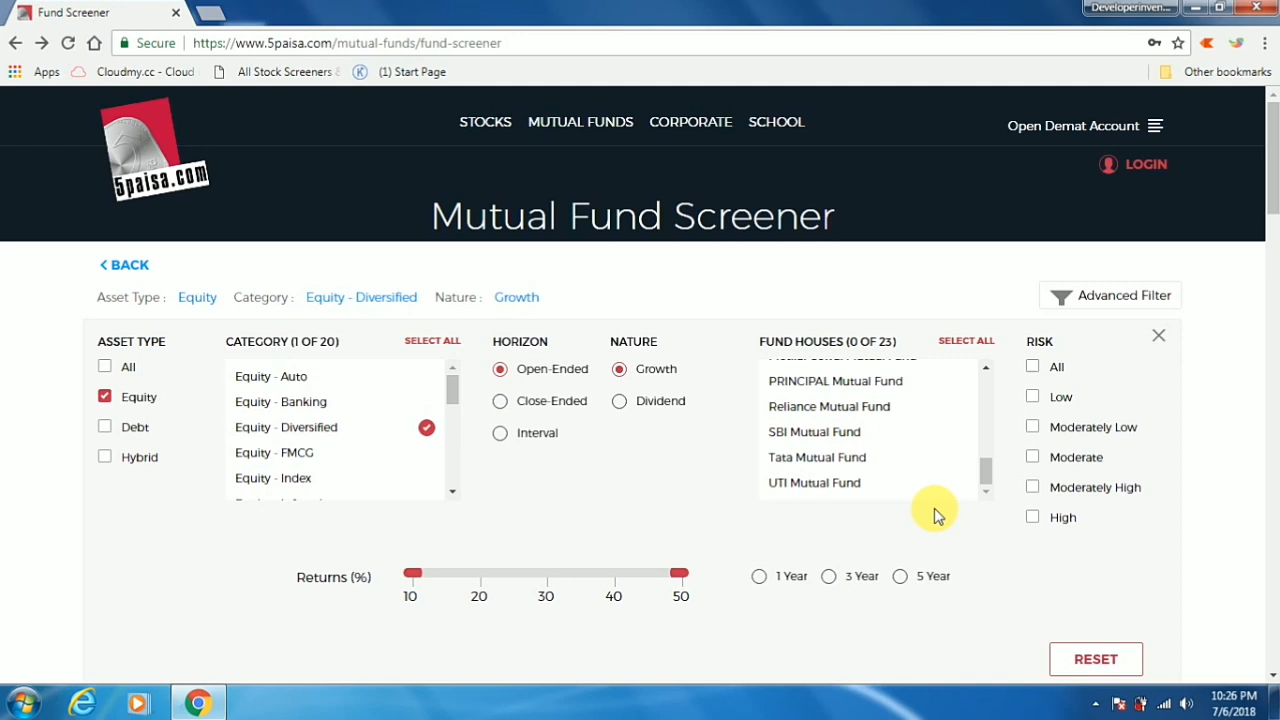 Fund Screener
Developerinven...
Secure https://www.5paisa.com/mutual-funds/fund-screener
Apps Cloudmy.cc - Cloud All Stock Screeners (1) Start Page Other bookmarks
5paisa.com
STOCKS MUTUAL FUNDS CORPORATE SCHOOL
Open Demat Account
LOGIN
Mutual Fund Screener
< BACK
Asset Type : Equity Category : Equity - Diversified Nature : Growth
Advanced Filter
ASSET TYPE
All
Equity
Debt
Hybrid
CATEGORY (1 OF 20) SELECT ALL
Equity - Auto
Equity - Banking
Equity - Diversified
Equity - FMCG
Equity - Index
HORIZON
Open-Ended
Close-Ended
Interval
NATURE
Growth
Dividend
FUND HOUSES (0 OF 23) SELECT ALL
PRINCIPAL Mutual Fund
Reliance Mutual Fund
SBI Mutual Fund
Tata Mutual Fund
UTI Mutual Fund
RISK
All
Low
Moderately Low
Moderate
Moderately High
High
Returns (%)
10 20 30 40 50
1 Year 3 Year 5 Year
RESET
10:26 PM
7/6/2018